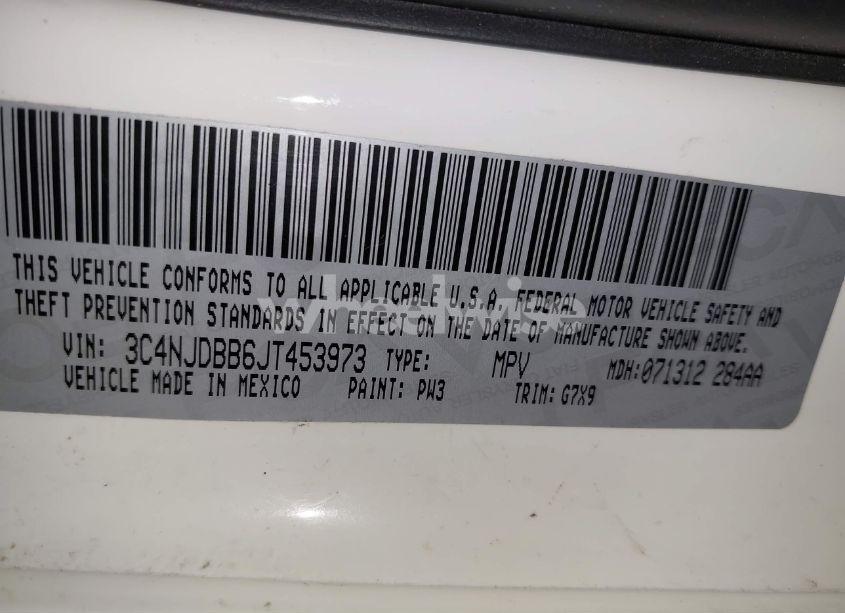 THIS VEHICLE CONFORMS TO ALL APPLICABLE U.S.A. FEDERAL MOTOR VEHICLE SAFETY AND
THEFT PREVENTION STANDARDS IN EFFECT ON THE DATE OF MANUFACTURE SHOWN ABOVE.
VIN: 3C4NJDBB6JT453973 TYPE: MPV MDH:071312 284AA
VEHICLE MADE IN MEXICO PAINT: PW3 TRIM: G7X9
wheelwise